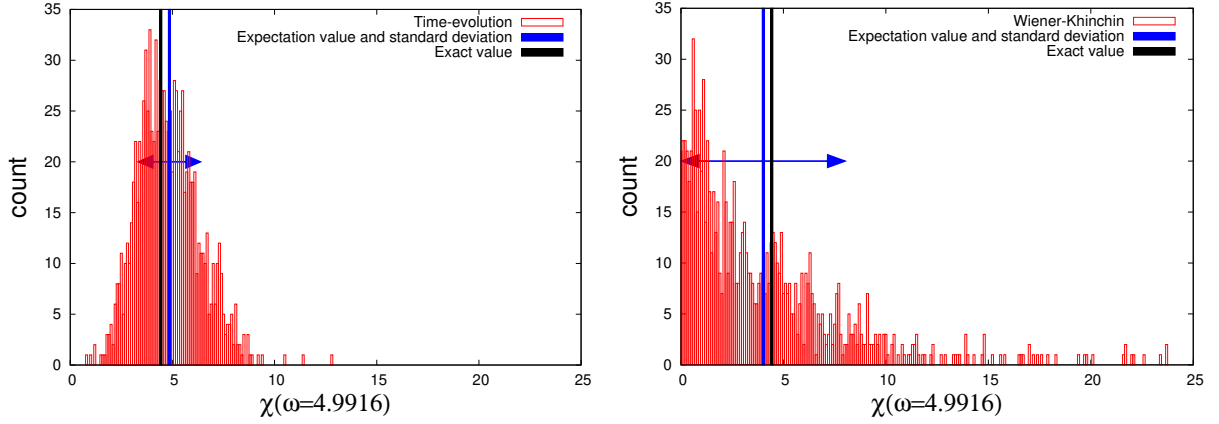 35
30
25
20
15
10
5
0
count
0
5
10
15
20
25
χ(ω=4.9916)
Time-evolution
Expectation value and standard deviation
Exact value
35
30
25
20
15
10
5
0
count
0
5
10
15
20
25
χ(ω=4.9916)
Wiener-Khinchin
Expectation value and standard deviation
Exact value